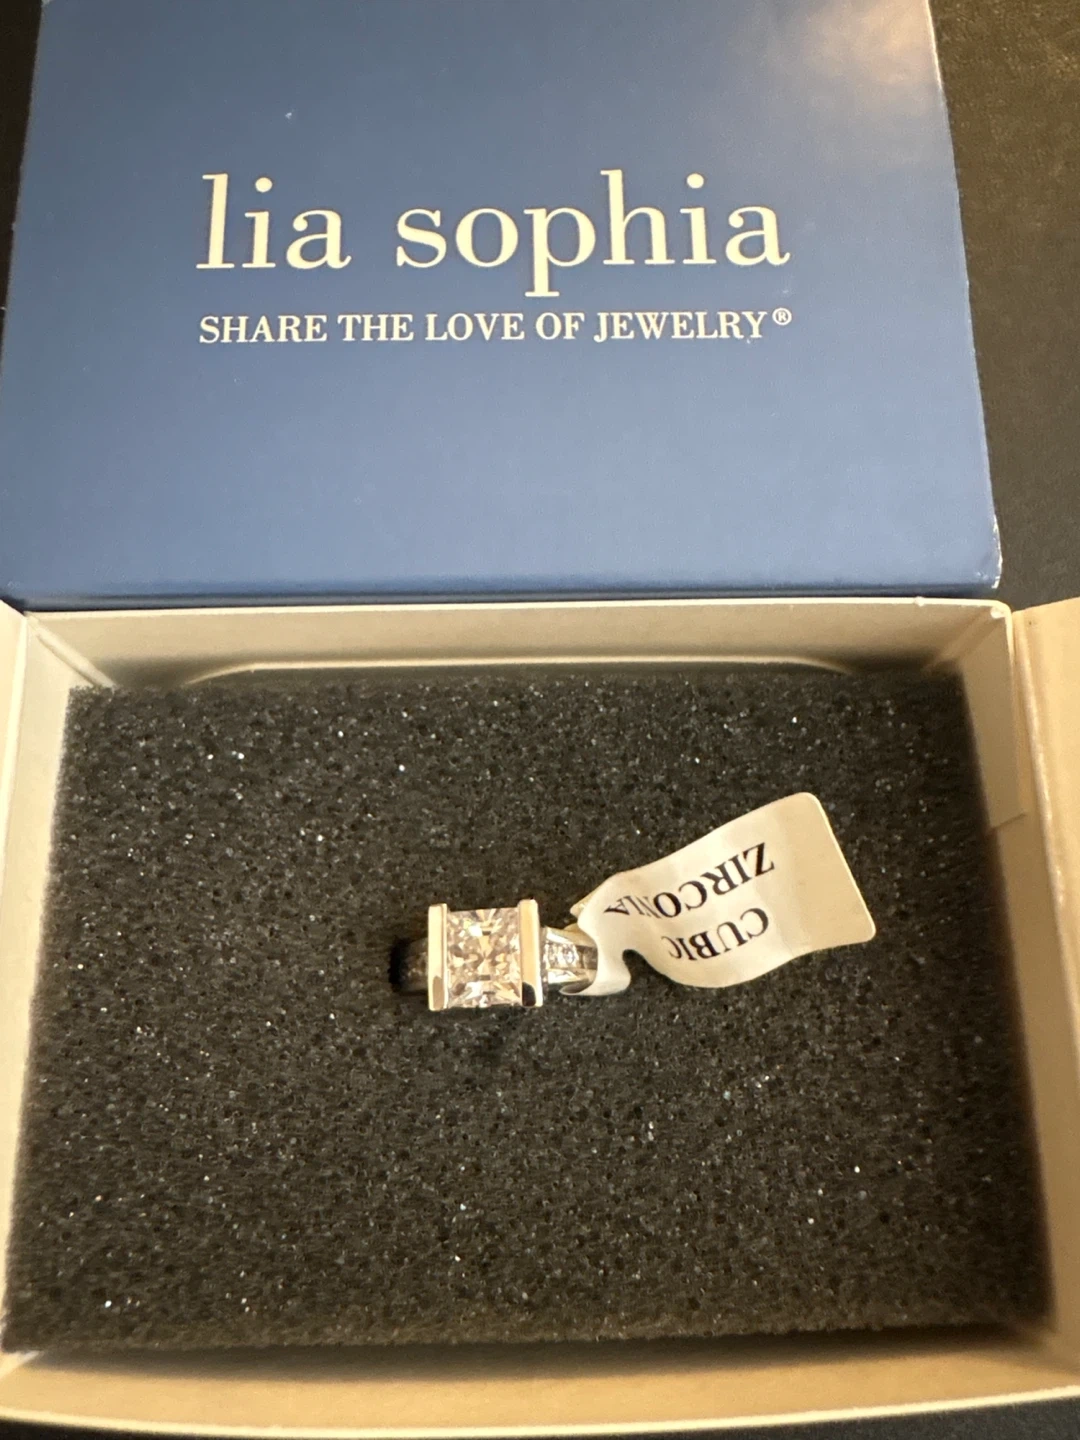 lia sophia
SHARE THE LOVE OF JEWELRY®
CUBIC
ZIRCONIA